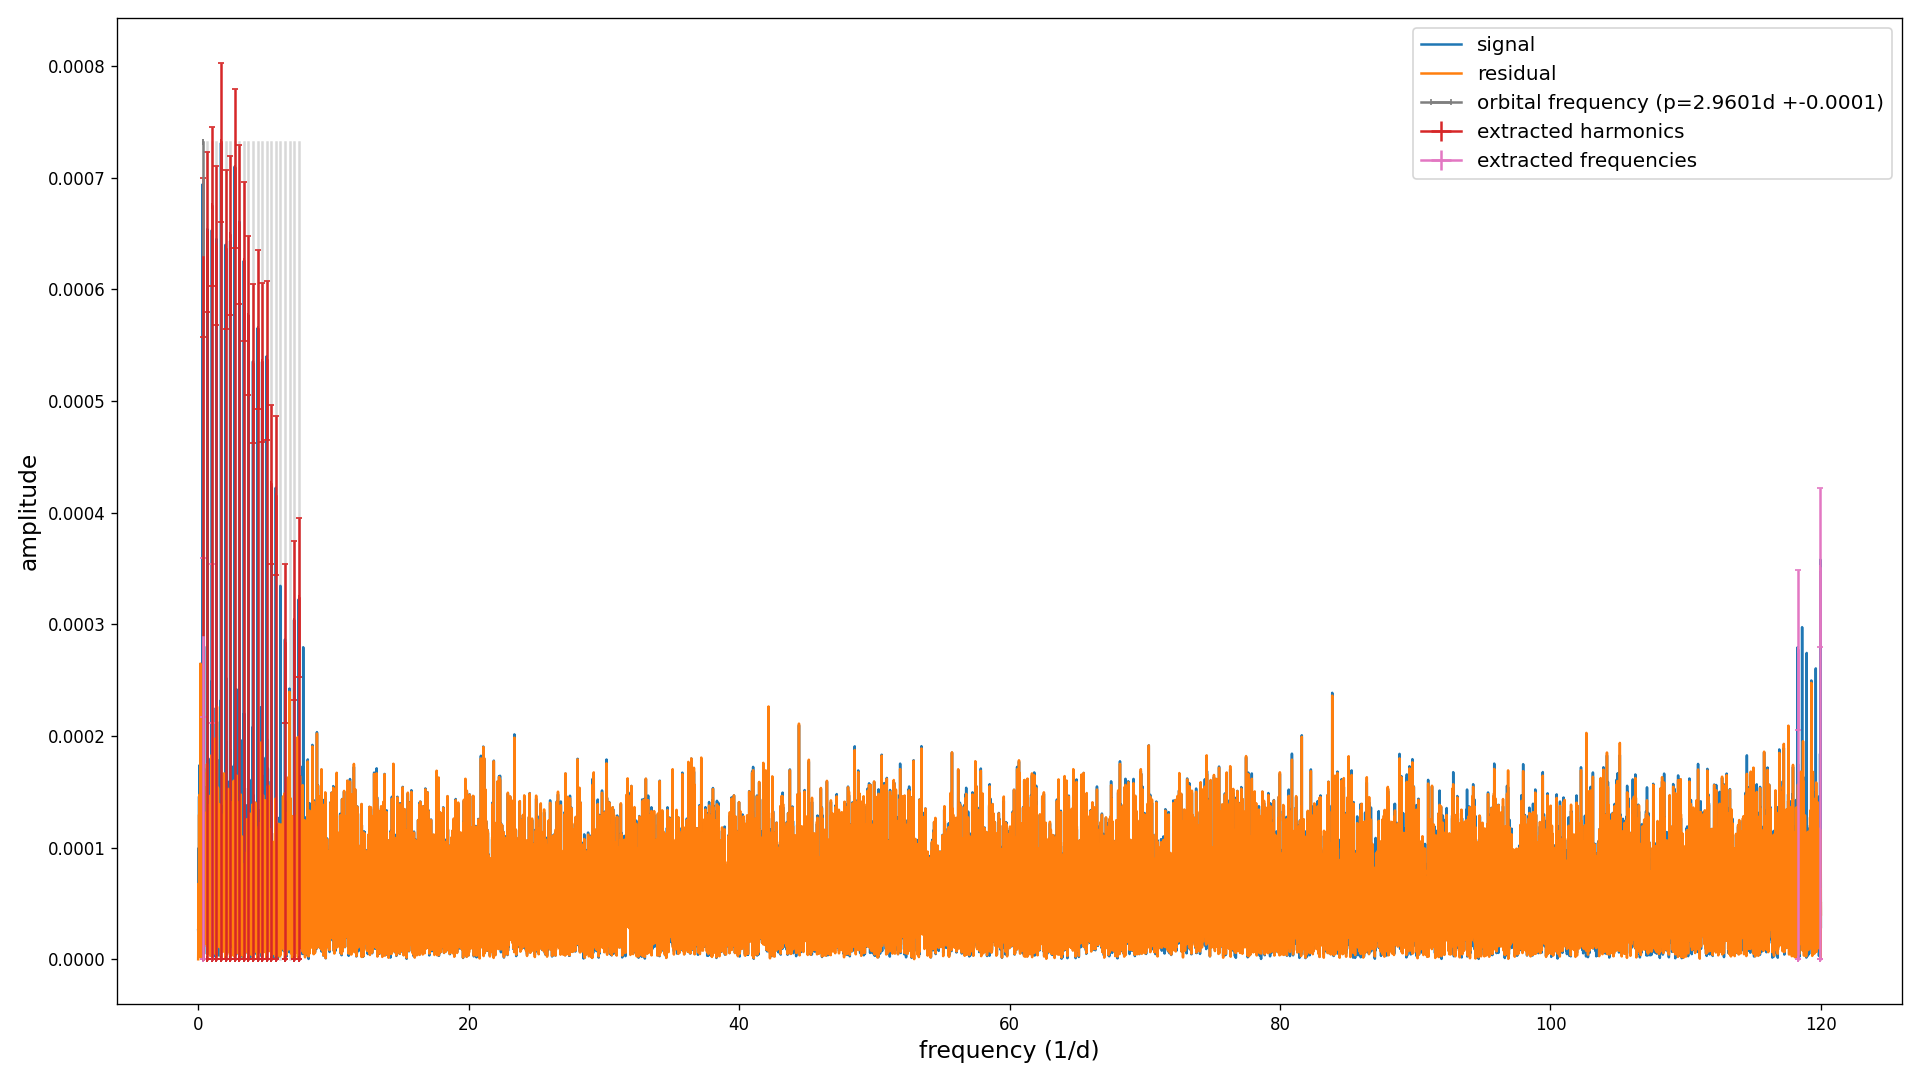 signal
residual
orbital frequency (p=2.9601d +-0.0001)
extracted harmonics
extracted frequencies
0.0008
0.0007
0.0006
0.0005
0.0004
0.0003
0.0002
0.0001
0.0000
amplitude
0 20 40 60 80 100 120
frequency (1/d)